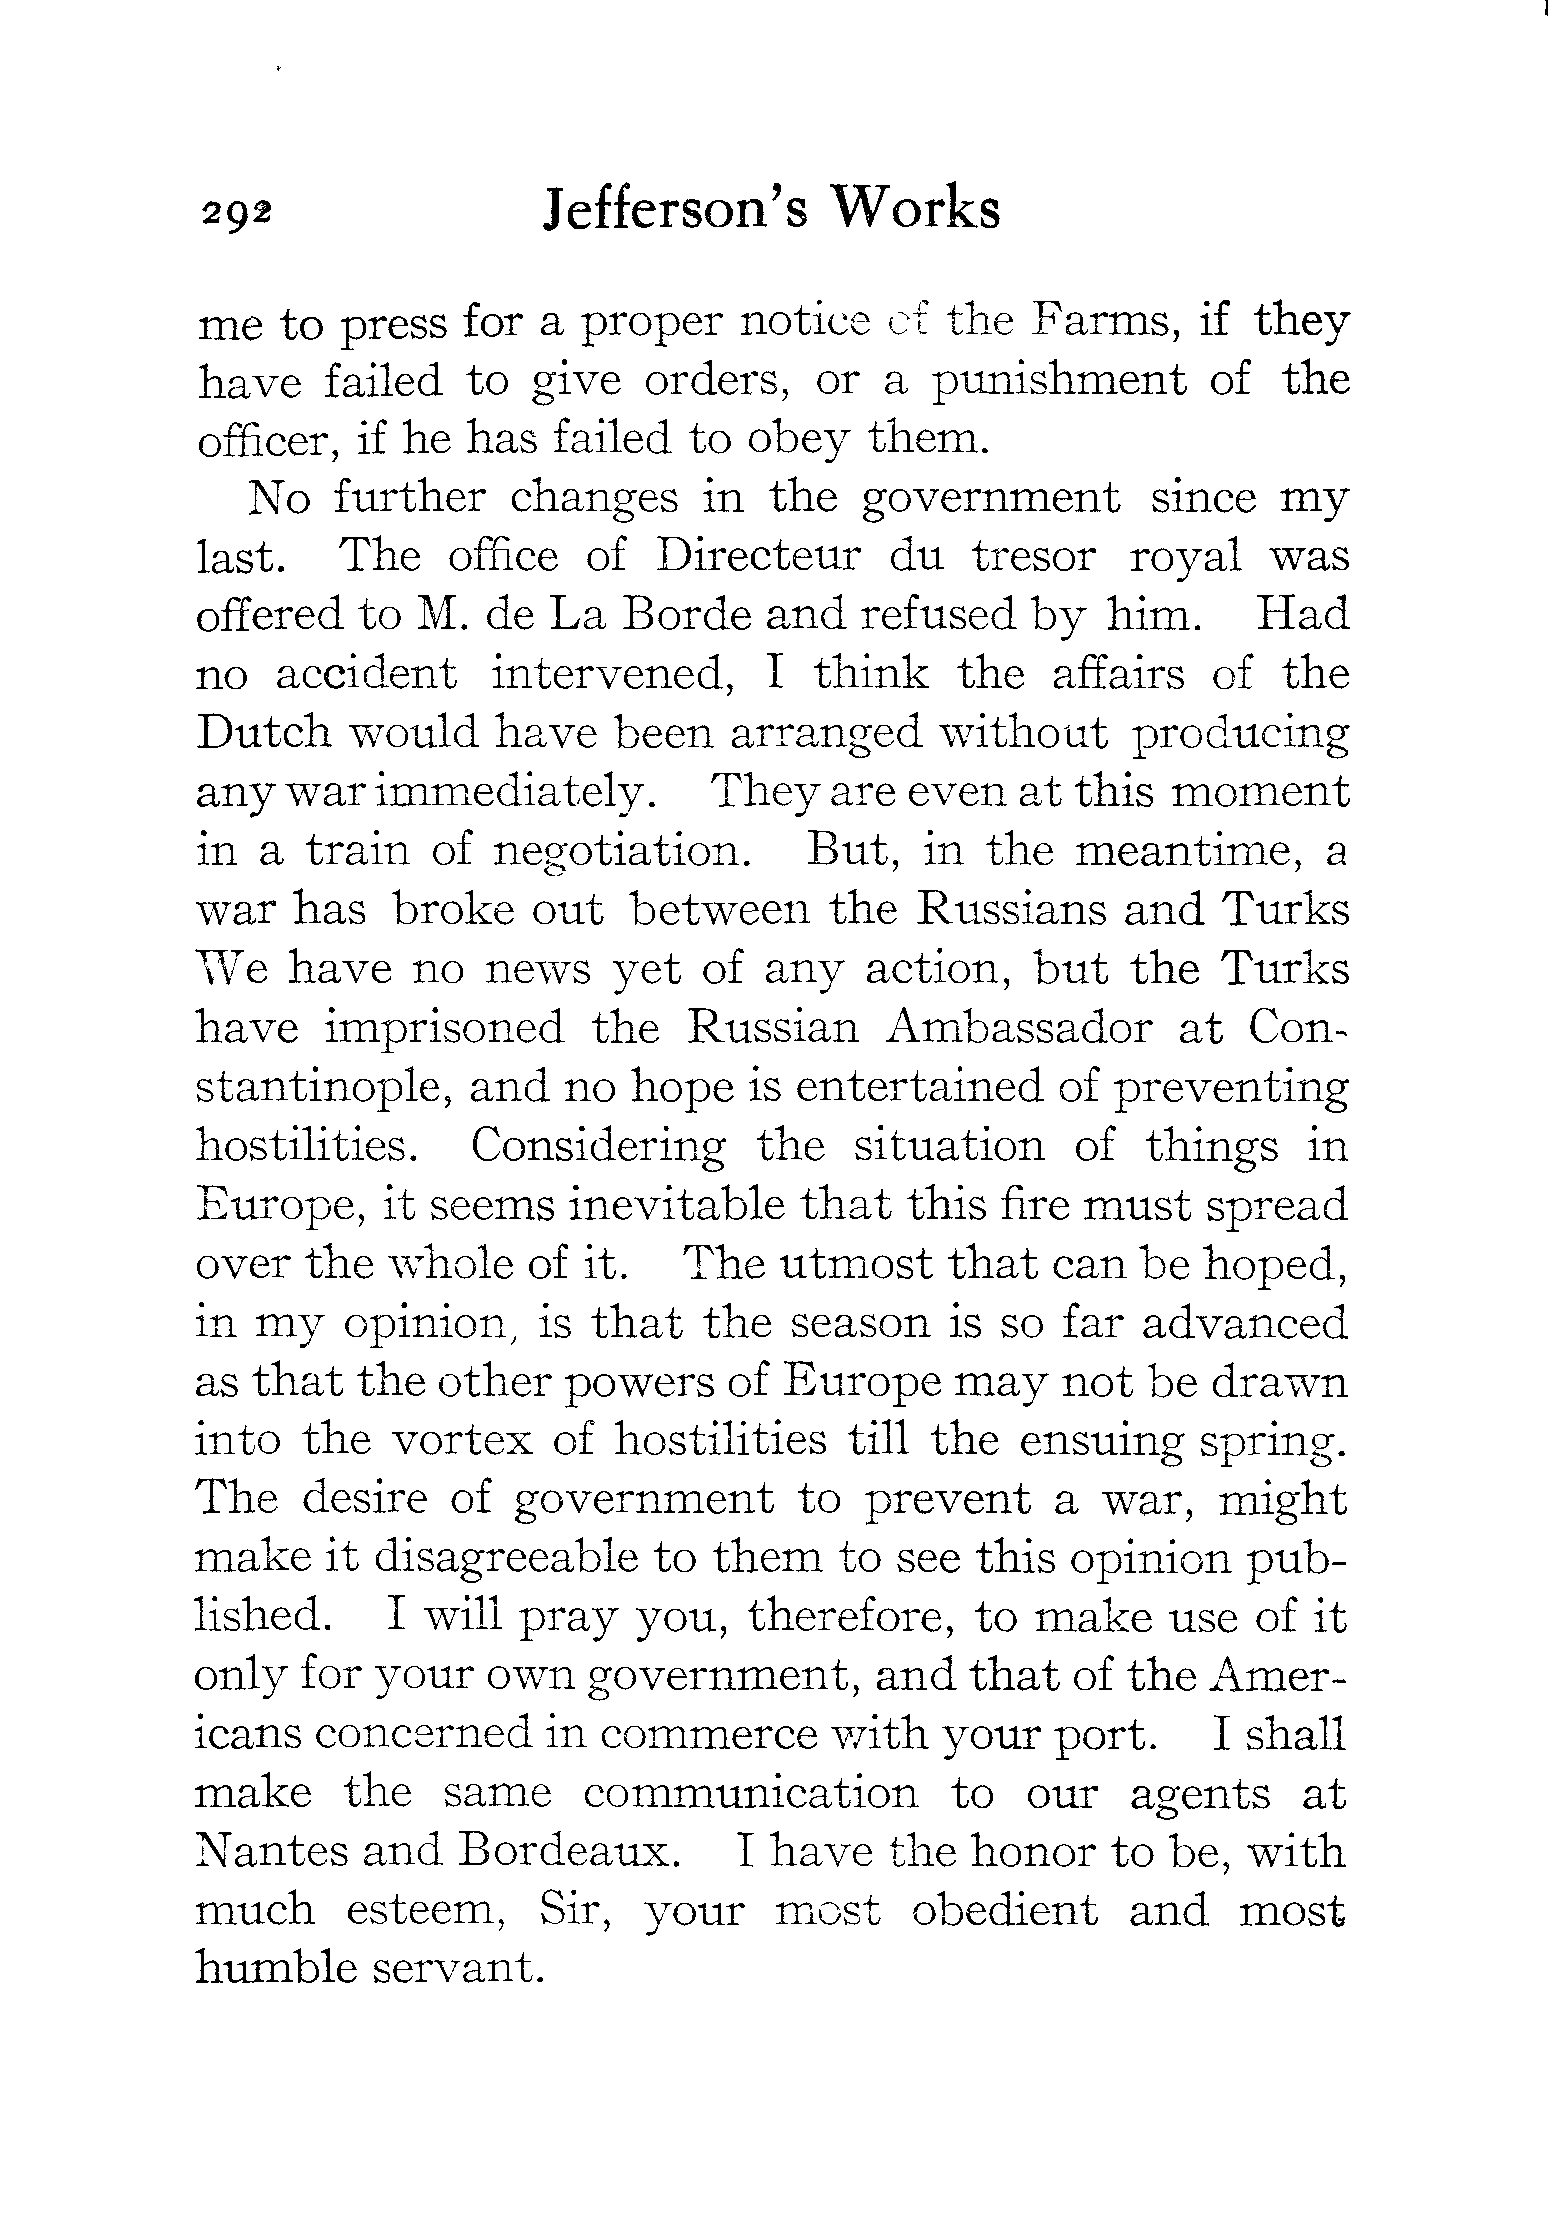 292 Jefferson's Works
me to press for a proper notice of the Farms, if they
have failed to give orders, or a punishment of the
officer, if he has failed to obey them.
No further changes in the government since my
last. The office of Directeur du tresor royal was
offered to M. de La Borde and refused by him. Had
no accident intervened, I think the affairs of the
Dutch would have been arranged without producing
any war immediately. They are even at this moment
in a train of negotiation. But, in the meantime, a
war has broke out between the Russians and Turks
We have no news yet of any action, but the Turks
have imprisoned the Russian Ambassador at Con-
stantinople, and no hope is entertained of preventing
hostilities. Considering the situation of things in
Europe, it seems inevitable that this fire must spread
over the whole of it. The utmost that can be hoped,
in my opinion, is that the season is so far advanced
as that the other powers of Europe may not be drawn
into the vortex of hostilities till the ensuing spring.
The desire of government to prevent a war, might
make it disagreeable to them to see this opinion pub-
lished. I will pray you, therefore, to make use of it
only for your own government, and that of the Amer-
icans concerned in commerce with your port. I shall
make the same communication to our agents at
Nantes and Bordeaux. I have the honor to be, with
much esteem, Sir, your most obedient and most
humble servant.